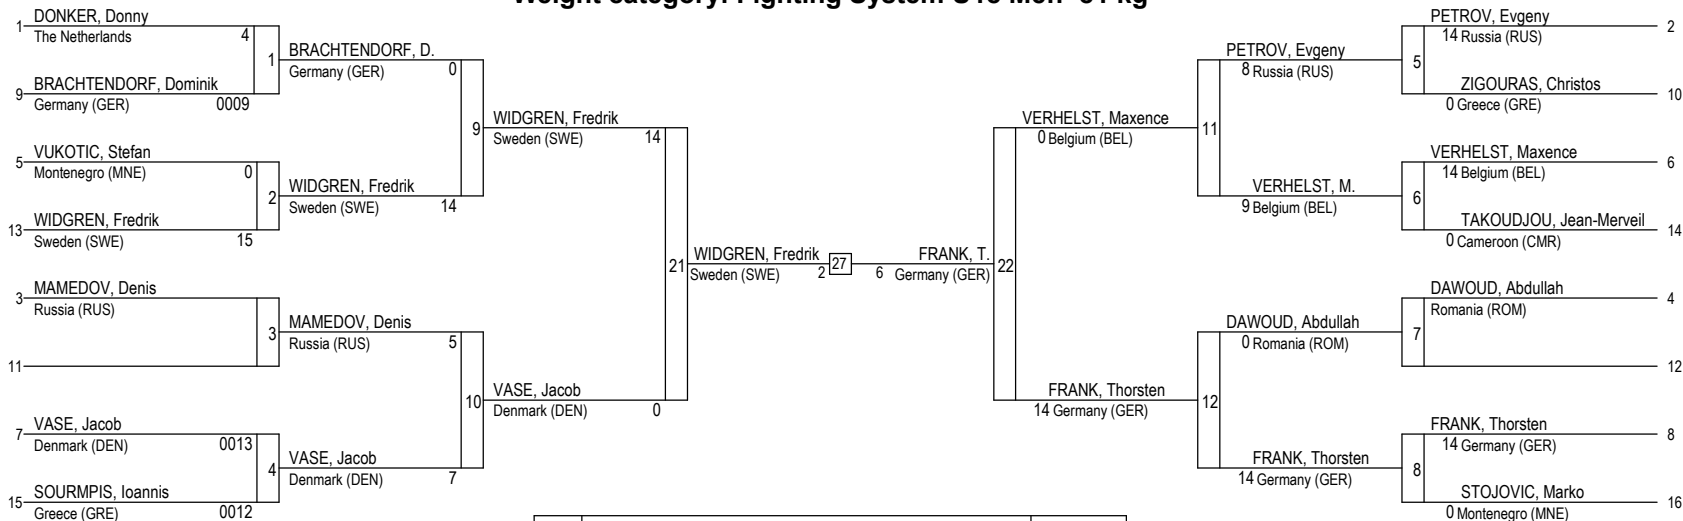 1 DONKER, Donny
The Netherlands 4
9 BRACHTENDORF, Dominik
Germany (GER) 0009
1
BRACHTENDORF, D.
Germany (GER) 0
5 VUKOTIC, Stefan
Montenegro (MNE) 0
13 WIDGREN, Fredrik
Sweden (SWE) 15
2
WIDGREN, Fredrik
Sweden (SWE) 14
9
WIDGREN, Fredrik
Sweden (SWE) 14
3 MAMEDOV, Denis
Russia (RUS)
11
3
MAMEDOV, Denis
Russia (RUS) 5
7 VASE, Jacob
Denmark (DEN) 0013
15 SOURMPIS, Ioannis
Greece (GRE) 0012
4
VASE, Jacob
Denmark (DEN) 7
10
VASE, Jacob
Denmark (DEN) 0
21
WIDGREN, Fredrik
Sweden (SWE) 2
27
FRANK, T.
6 Germany (GER)
22
VERHELST, Maxence
0 Belgium (BEL)
11
PETROV, Evgeny
8 Russia (RUS)
5
PETROV, Evgeny 2
14 Russia (RUS)
ZIGOURAS, Christos 10
0 Greece (GRE)
VERHELST, M.
9 Belgium (BEL)
6
VERHELST, Maxence 6
14 Belgium (BEL)
TAKOUDJOU, Jean-Merveil 14
0 Cameroon (CMR)
FRANK, Thorsten
14 Germany (GER)
12
DAWOUD, Abdullah
0 Romania (ROM)
7
DAWOUD, Abdullah 4
Romania (ROM)
12
FRANK, Thorsten
14 Germany (GER)
8
FRANK, Thorsten 8
14 Germany (GER)
STOJOVIC, Marko 16
0 Montenegro (MNE)